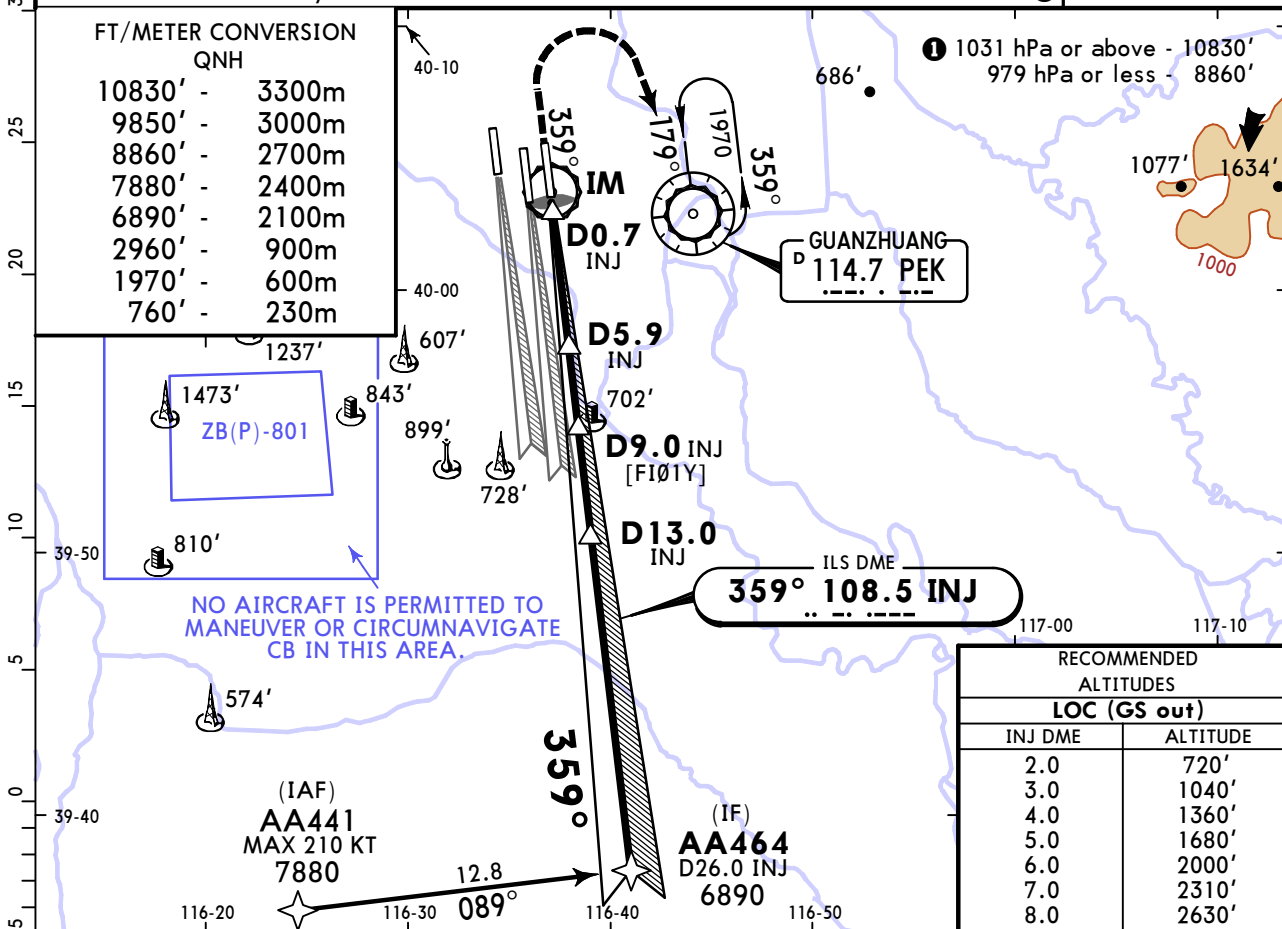 FT/METER CONVERSION
QNH
10830' - 3300m
9850' - 3000m
8860' - 2700m
7880' - 2400m
6890' - 2100m
2960' - 900m
1970' - 600m
760' - 230m
40-10
❶ 1031 hPa or above - 10830'
979 hPa or less - 8860'
686'
1077'
1634'
1000
25
20
15
10
5
0
5
359°
179°
1970
359°
IM
D0.7
INJ
GUANZHUANG
D 114.7 PEK
40-00
D5.9
INJ
607'
1237'
1473'
843'
ZB(P)-801
702'
899'
728'
D9.0 INJ
[FIØ1Y]
D13.0
INJ
39-50
810'
NO AIRCRAFT IS PERMITTED TO
MANEUVER OR CIRCUMNAVIGATE
CB IN THIS AREA.
ILS DME
359° 108.5 INJ
117-00
117-10
574'
359°
39-40
(IAF)
AA441
MAX 210 KT
7880
12.8
089°
(IF)
AA464
D26.0 INJ
6890
116-20
116-30
116-40
116-50
RECOMMENDED
ALTITUDES
LOC (GS out)
INJ DME ALTITUDE
2.0 720'
3.0 1040'
4.0 1360'
5.0 1680'
6.0 2000'
7.0 2310'
8.0 2630'